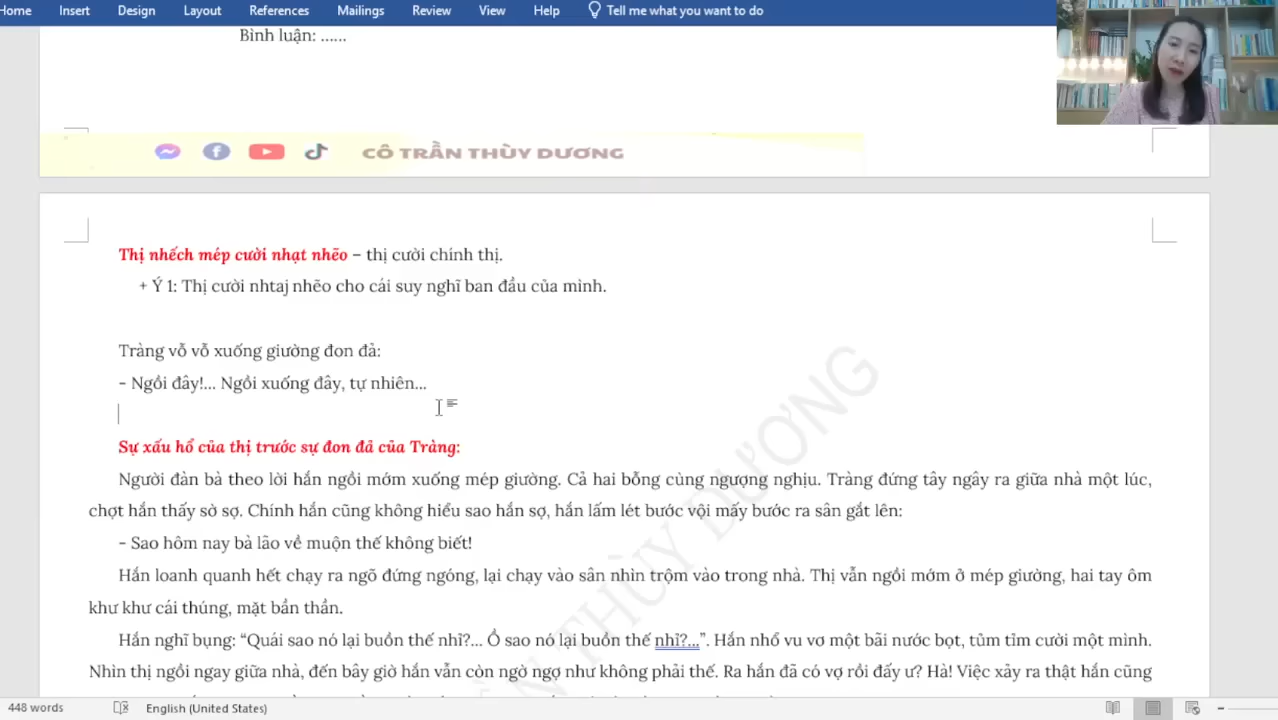 Home Insert Design Layout References Mailings Review View Help Tell me what you want to do
Bình luận: ……
CÔ TRẦN THÙY DƯƠNG
Thị nhếch mép cười nhạt nhẽo – thị cười chính thị.
+ Ý 1: Thị cười nhtaj nhẽo cho cái suy nghĩ ban đầu của mình.
Tràng vỗ vỗ xuống giường đon đả:
- Ngồi đây!... Ngồi xuống đây, tự nhiên...
Sự xấu hổ của thị trước sự đon đả của Tràng:
Người đàn bà theo lời hắn ngồi mớm xuống mép giường. Cả hai bỗng cùng ngượng nghịu. Tràng đứng tây ngây ra giữa nhà một lúc,
chợt hắn thấy sờ sợ. Chính hắn cũng không hiểu sao hắn sợ, hắn lấm lét bước vội mấy bước ra sân gắt lên:
- Sao hôm nay bà lão về muộn thế không biết!
Hắn loanh quanh hết chạy ra ngõ đứng ngóng, lại chạy vào sân nhìn trộm vào trong nhà. Thị vẫn ngồi mớm ở mép giường, hai tay ôm
khư khư cái thúng, mặt bần thần.
Hắn nghĩ bụng: “Quái sao nó lại buồn thế nhỉ?... Ồ sao nó lại buồn thế nhỉ?...”. Hắn nhổ vu vơ một bãi nước bọt, tủm tỉm cười một mình.
Nhìn thị ngồi ngay giữa nhà, đến bây giờ hắn vẫn còn ngờ ngợ như không phải thế. Ra hắn đã có vợ rồi đấy ư? Hà! Việc xảy ra thật hắn cũng
N THÙY DƯƠNG
448 words English (United States)